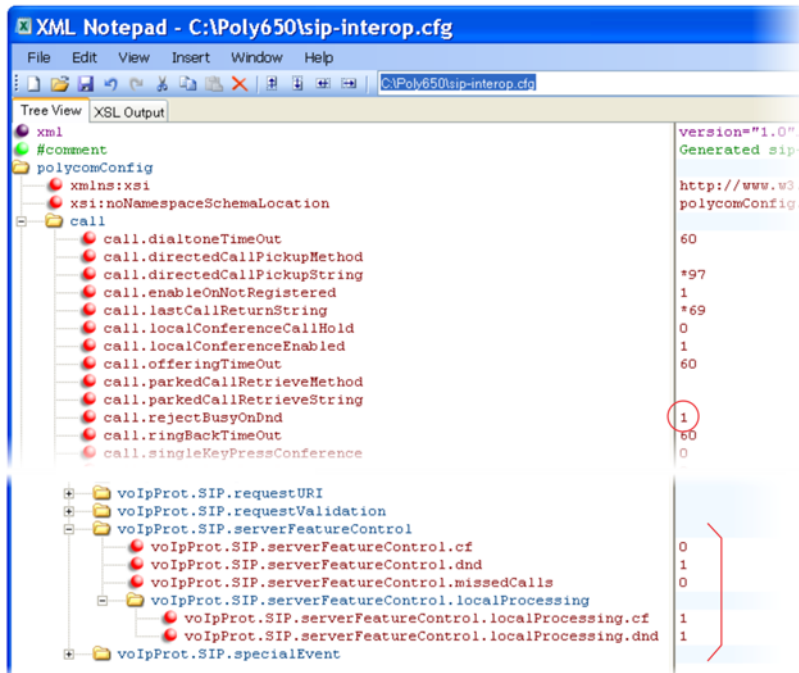 XML Notepad - C:\Poly650\sip-interop.cfg
File Edit View Insert Window Help
C:\Poly650\sip-interop.cfg
Tree View XSL Output
xml version="1.0"
#comment Generated sip-
polycomConfig
xmlns:xsi http://www.w3.
xsi:noNamespaceSchemaLocation polycomConfig.
call
call.dialtoneTimeOut 60
call.directedCallPickupMethod
call.directedCallPickupString *97
call.enableOnNotRegistered 1
call.lastCallReturnString *69
call.localConferenceCallHold 0
call.localConferenceEnabled 1
call.offeringTimeOut 60
call.parkedCallRetrieveMethod
call.parkedCallRetrieveString
call.rejectBusyOnDnd 1
call.ringBackTimeOut 60
call.singleKeyPressConference 0
voIpProt.SIP.requestURI
voIpProt.SIP.requestValidation
voIpProt.SIP.serverFeatureControl
voIpProt.SIP.serverFeatureControl.cf 0
voIpProt.SIP.serverFeatureControl.dnd 1
voIpProt.SIP.serverFeatureControl.missedCalls 0
voIpProt.SIP.serverFeatureControl.localProcessing
voIpProt.SIP.serverFeatureControl.localProcessing.cf 1
voIpProt.SIP.serverFeatureControl.localProcessing.dnd 1
voIpProt.SIP.specialEvent